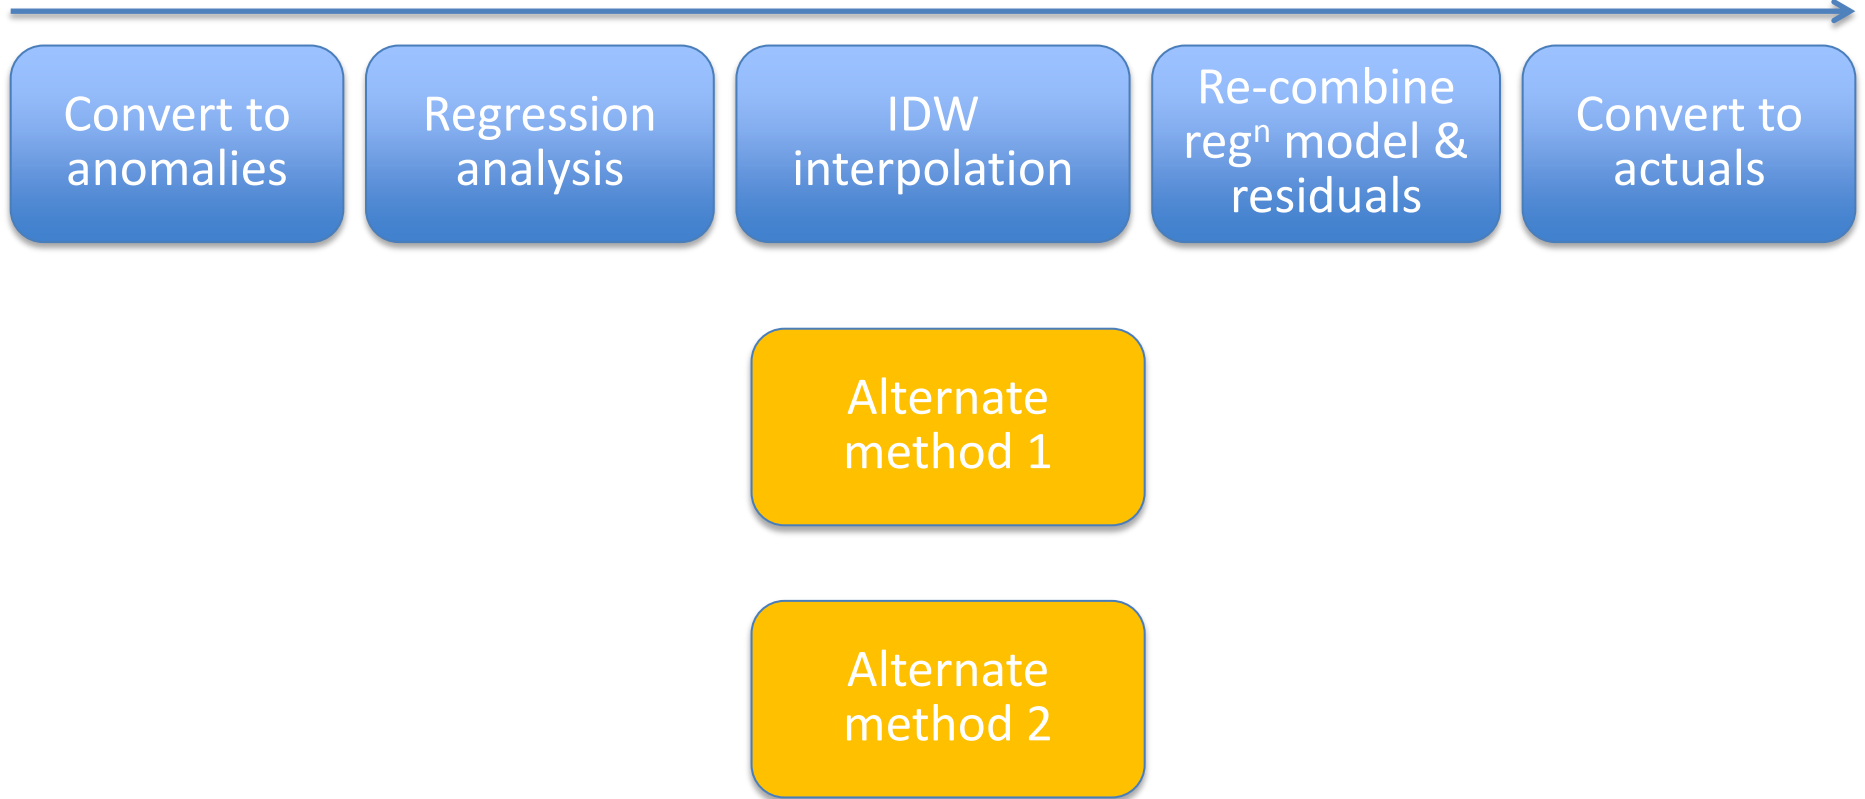 Convert to
anomalies
Regression
analysis
IDW
interpolation
Re-combine
regⁿ model &
residuals
Convert to
actuals
Alternate
method 1
Alternate
method 2